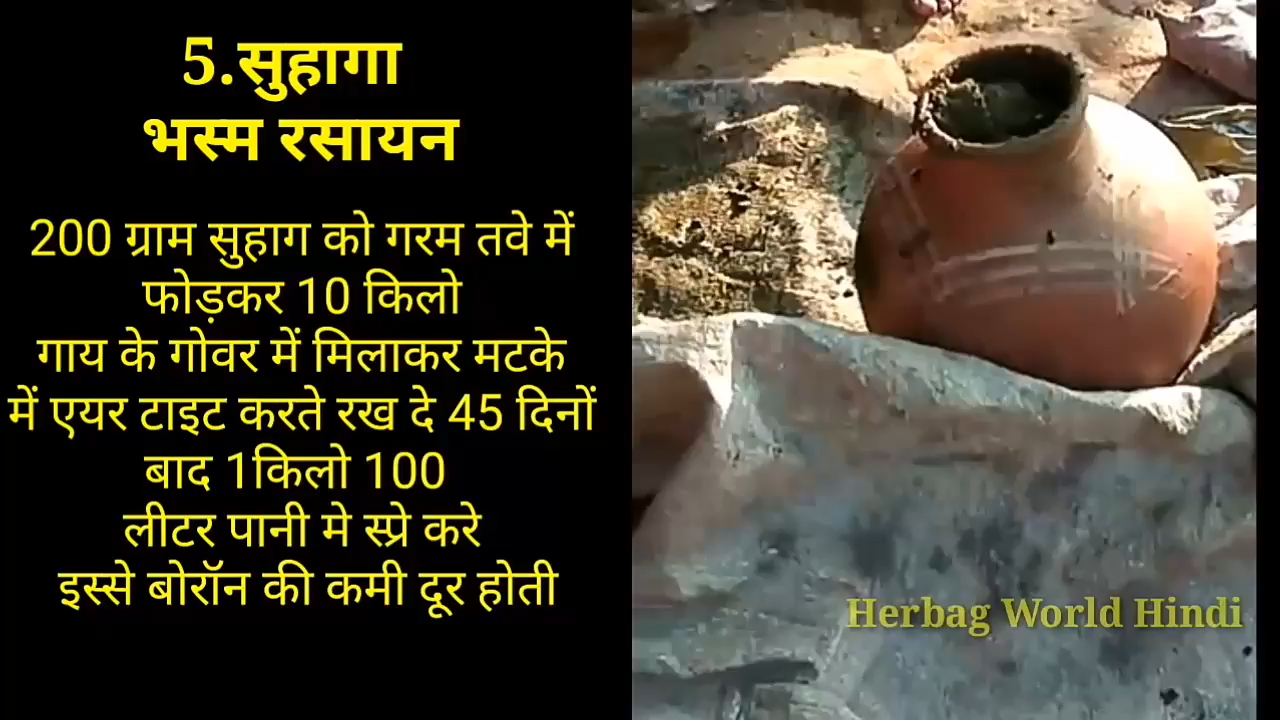 5.सुहागा
भस्म रसायन
200 ग्राम सुहाग को गरम तवे में
फोड़कर 10 किलो
गाय के गोवर में मिलाकर मटके
में एयर टाइट करते रख दे 45 दिनों
बाद 1किलो 100
लीटर पानी मे स्प्रे करे
इस्से बोरॉन की कमी दूर होती
Herbag World Hindi